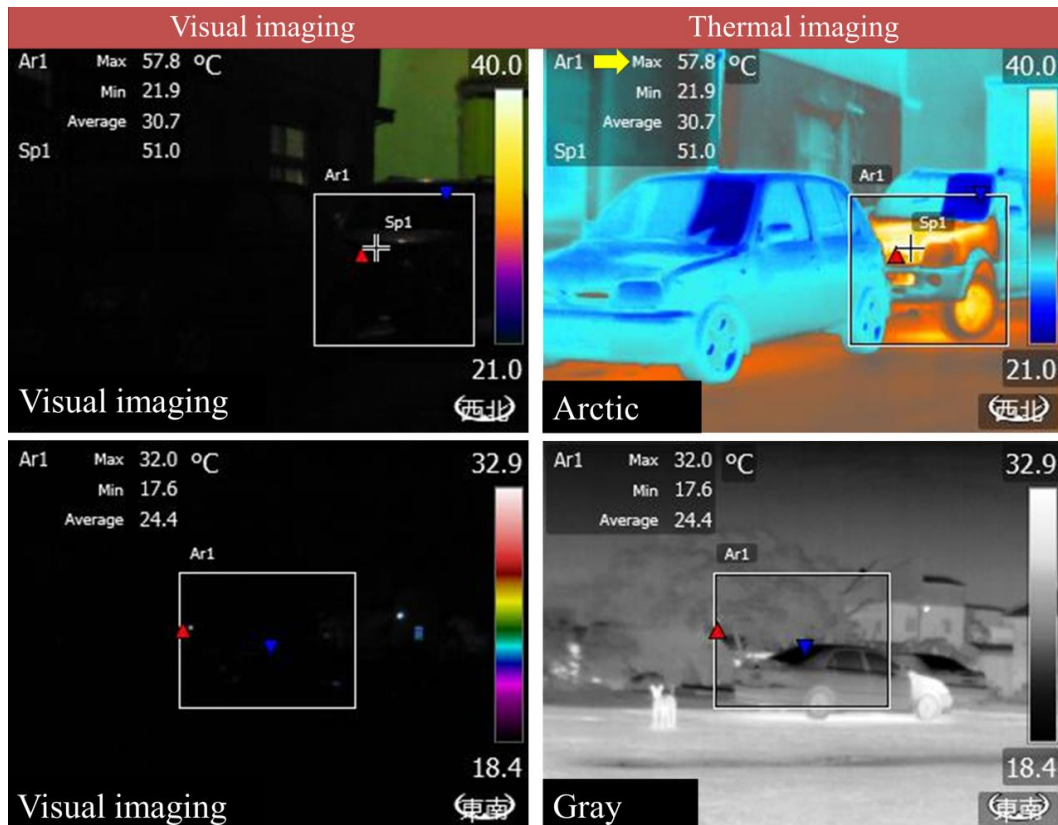 Visual imaging
Thermal imaging
Ar1 Max 57.8 °C
Min 21.9
Average 30.7
Sp1 51.0
40.0
Ar1
Sp1
21.0
Visual imaging
西北
Ar1 Max 57.8 °C
Min 21.9
Average 30.7
Sp1 51.0
40.0
Ar1
Sp1
21.0
Arctic
西北
Ar1 Max 32.0 °C
Min 17.6
Average 24.4
32.9
Ar1
18.4
Visual imaging
東南
Ar1 Max 32.0 °C
Min 17.6
Average 24.4
32.9
Ar1
18.4
Gray
東南